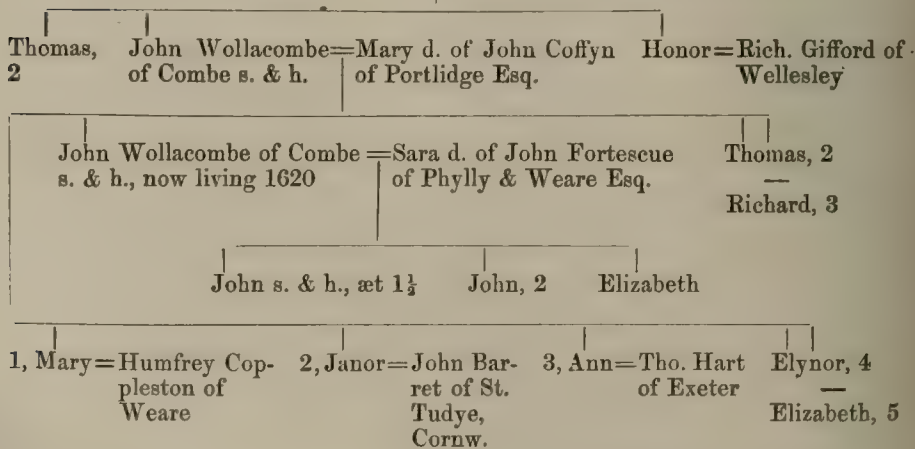 Thomas, John Wollacombe=Mary d. of John Coffyn Honor=Rich. Gifford of
2 of Combe s. & h. of Portlidge Esq. Wellesley
John Wollacombe of Combe=Sara d. of John Fortescue Thomas, 2
s. & h., now living 1620 of Phylly & Weare Esq. —
Richard, 3
John s. & h., æt 1½ John, 2 Elizabeth
1, Mary=Humfrey Cop- 2, Janor=John Bar- 3, Ann=Tho. Hart Elynor, 4
pleston of ret of St. of Exeter —
Weare Tudye, Elizabeth, 5
Cornw.